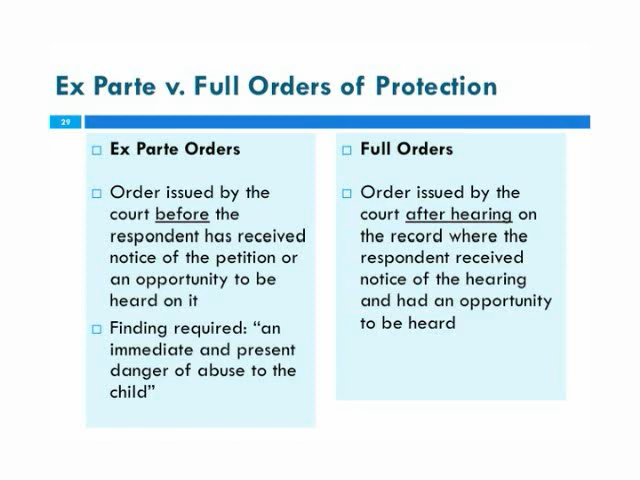 Ex Parte v. Full Orders of Protection
29
Ex Parte Orders
Order issued by the
court before the
respondent has received
notice of the petition or
an opportunity to be
heard on it
Finding required: “an
immediate and present
danger of abuse to the
child”
Full Orders
Order issued by the
court after hearing on
the record where the
respondent received
notice of the hearing
and had an opportunity
to be heard